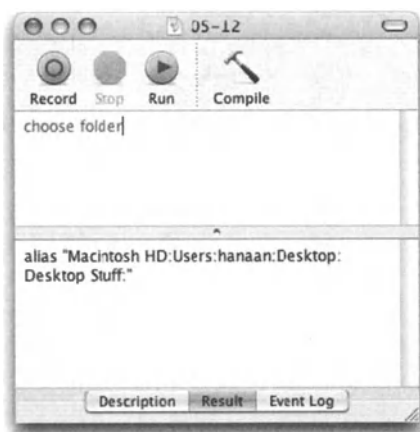 05-12
Record Stop Run Compile
choose folder
alias "Macintosh HD:Users:hanaan:Desktop:
Desktop Stuff:"
Description Result Event Log